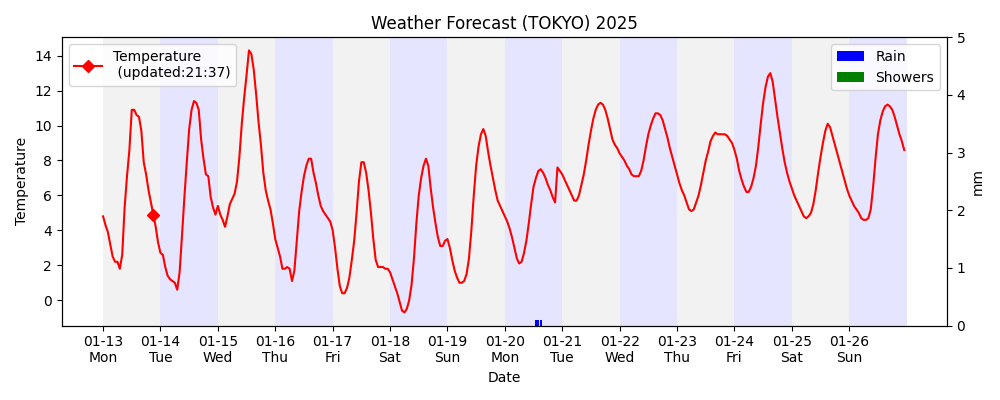 Weather Forecast (TOKYO) 2025
Temperature
(updated:21:37)
Rain
Showers
Temperature
14
12
10
8
6
4
2
0
5
4
3
2
1
0
mm
01-13 01-14 01-15 01-16 01-17 01-18 01-19 01-20 01-21 01-22 01-23 01-24 01-25 01-26
Mon Tue Wed Thu Fri Sat Sun Mon Tue Wed Thu Fri Sat Sun
Date